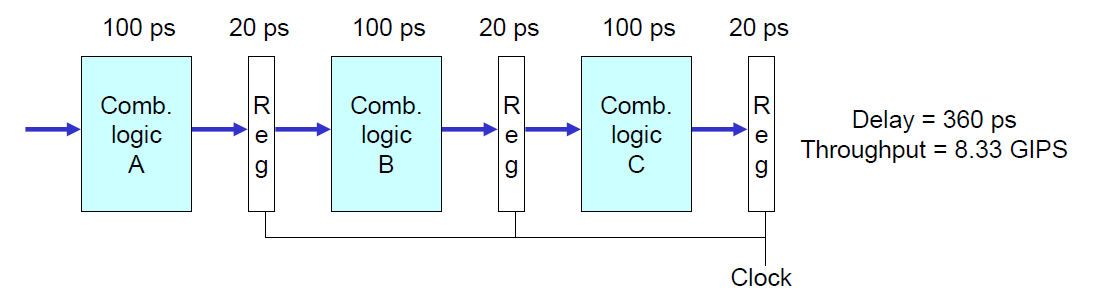 100 ps 20 ps 100 ps 20 ps 100 ps 20 ps
Comb.
logic
A
R
e
g
Comb.
logic
B
R
e
g
Comb.
logic
C
R
e
g
Delay = 360 ps
Throughput = 8.33 GIPS
Clock